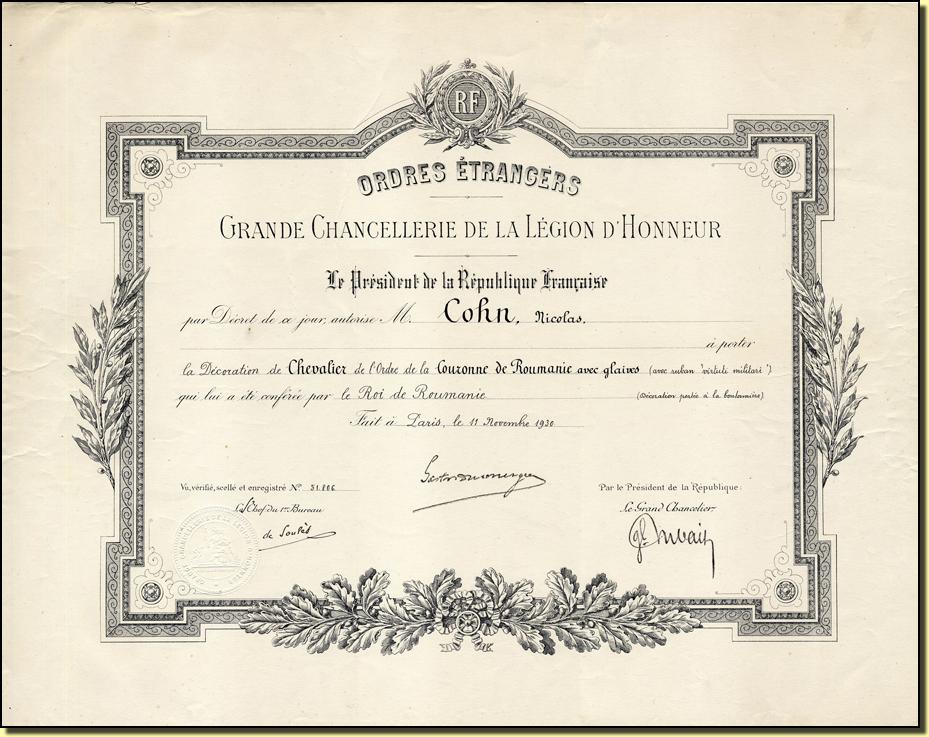 RF
ORDRES ÉTRANGERS
GRANDE CHANCELLERIE DE LA LÉGION D'HONNEUR
Le Président de la République Française
par Décret de ce jour, autorise M. Cohn, Nicolas.
à porter
la Décoration de Chevalier de l'Ordre de la Couronne de Roumanie avec glaives (avec ruban "virtuti militari")
qui lui a été conférée par le Roi de Roumanie (Décoration portée à la boutonnière)
Fait à Paris, le 11 Novembre 1930
Vu, vérifié, scellé et enregistré Nº 31.806
Par le Président de la République:
Le Chef du 1er Bureau
Le Grand Chancelier